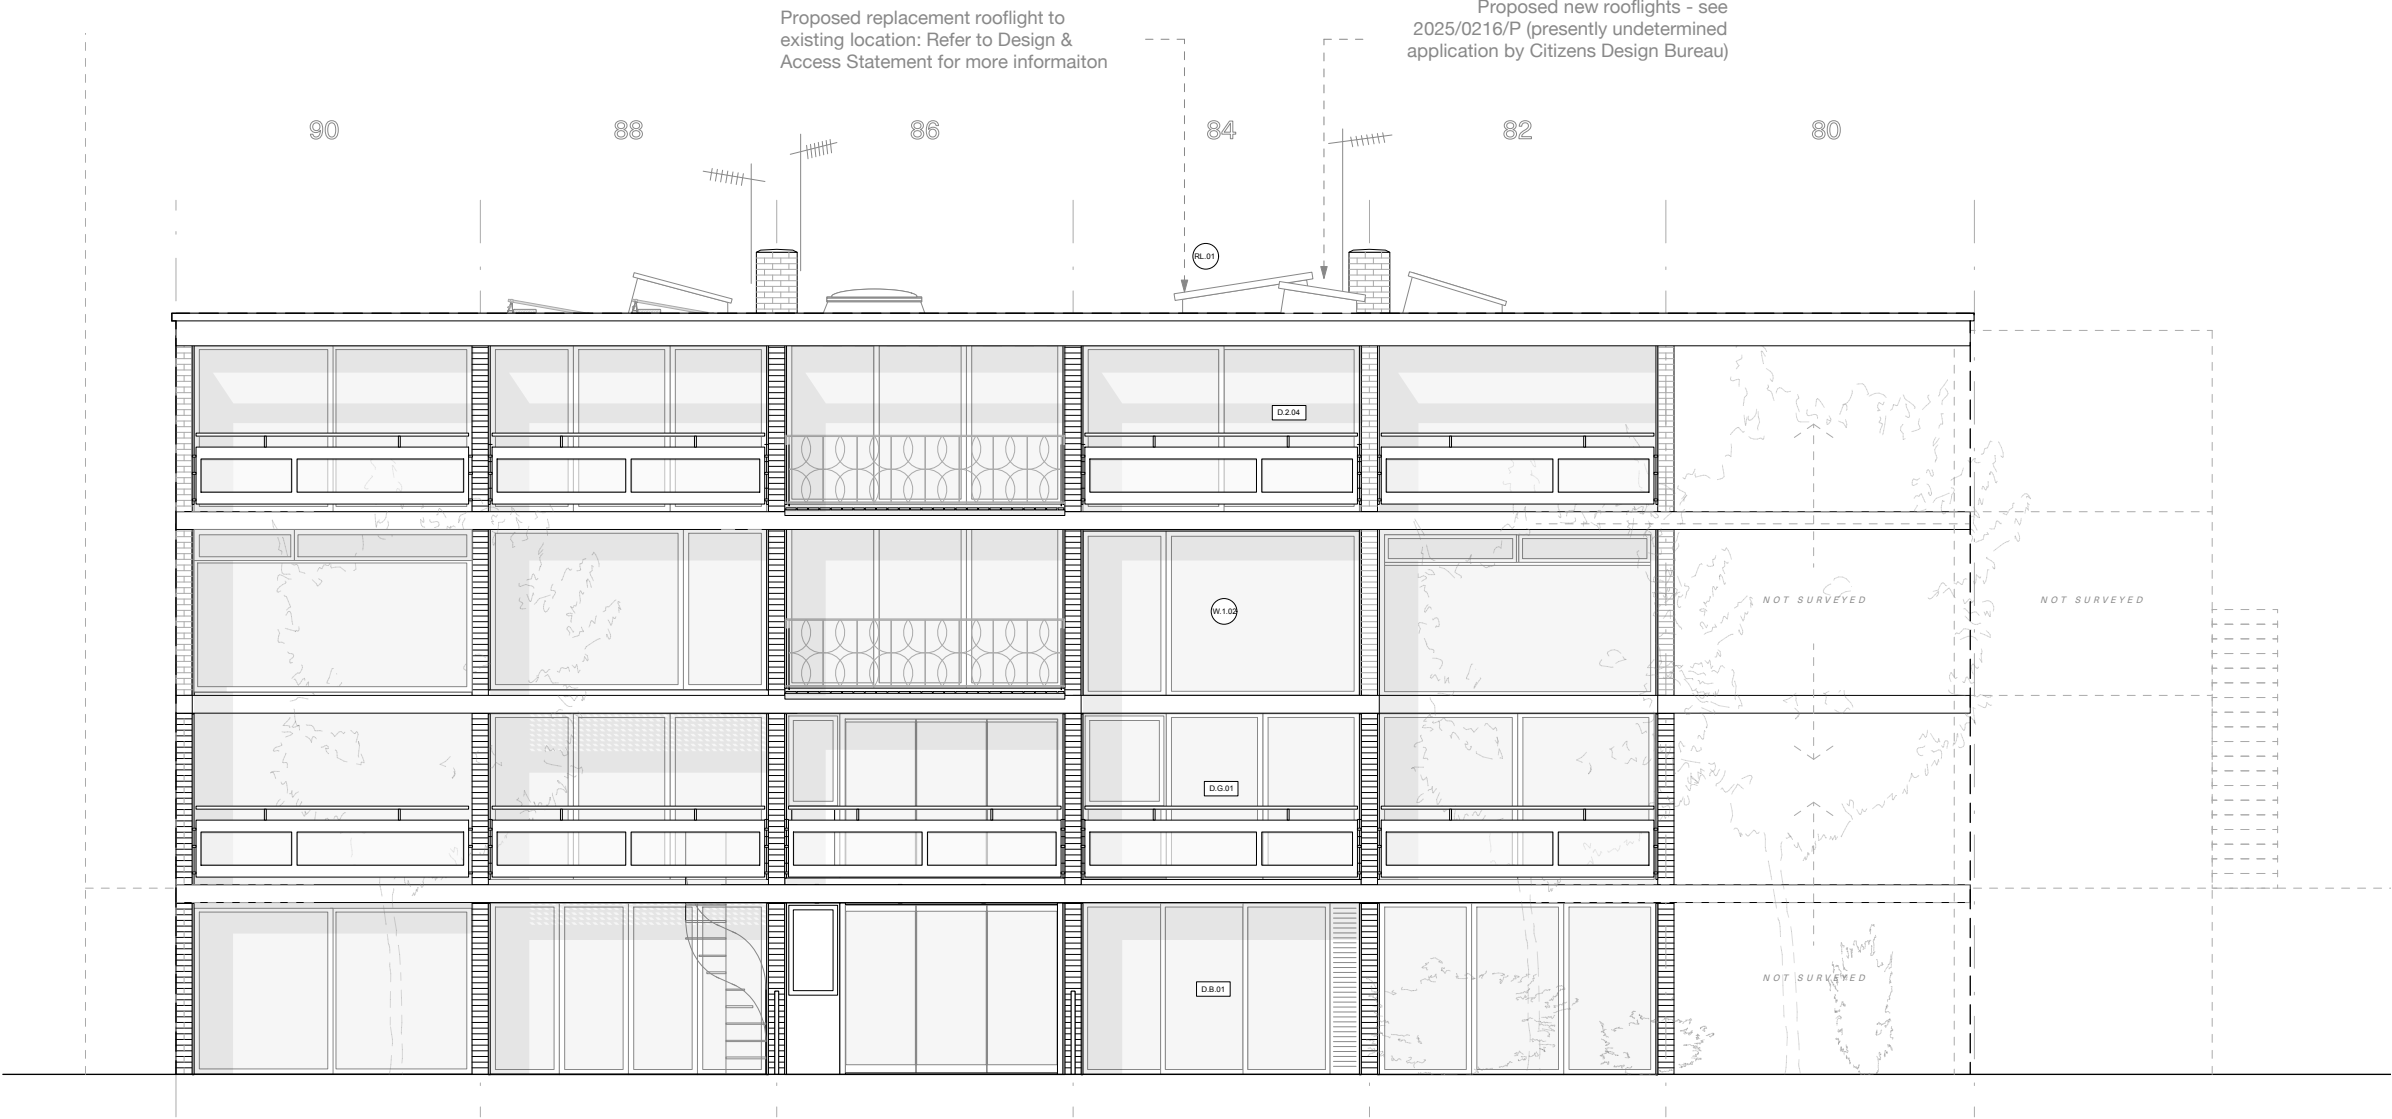 Proposed replacement rooflight to
existing location: Refer to Design &
Access Statement for more informaiton
Proposed new rooflights - see
2025/0216/P (presently undetermined
application by Citizens Design Bureau)
90
88
86
84
82
80
RL.01
D.2.04
W.1.02
NOT SURVEYED
NOT SURVEYED
D.G.01
NOT SURVEYED
D.B.01